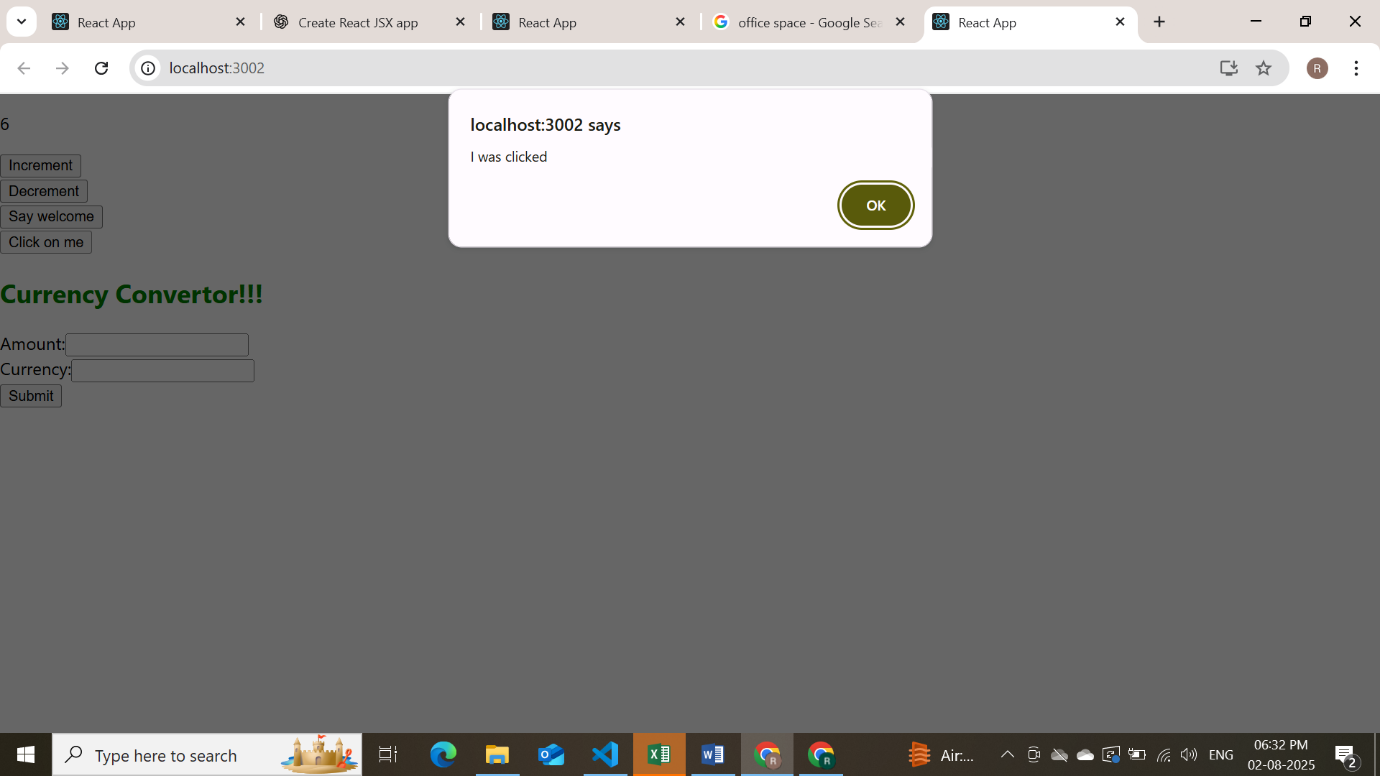 React App
Create React JSX app
React App
office space - Google Sea
React App
localhost:3002
R
localhost:3002 says
I was clicked
OK
6
Increment
Decrement
Say welcome
Click on me
Currency Convertor!!!
Amount:
Currency:
Submit
Type here to search
Air:...
ENG
06:32 PM
02-08-2025
2